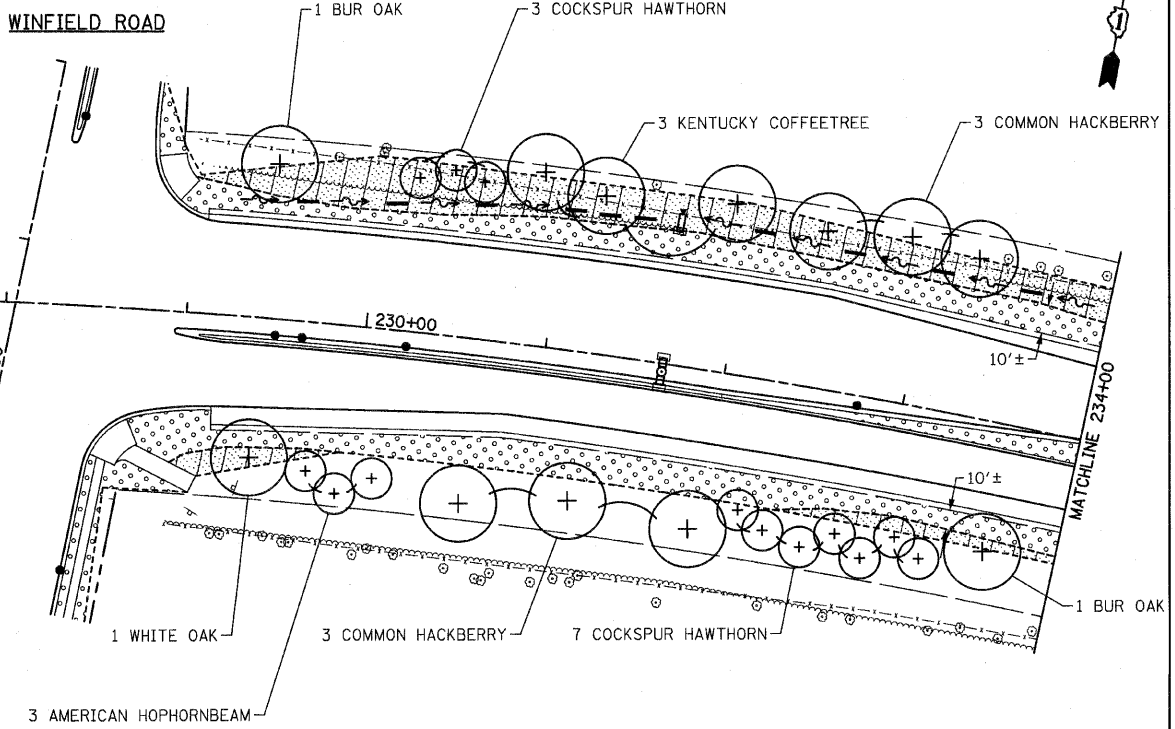 WINFIELD ROAD
1 BUR OAK
3 COCKSPUR HAWTHORN
1
3 KENTUCKY COFFEETREE
3 COMMON HACKBERRY
230+00
10'±
MATCHLINE 234+00
10'±
1 BUR OAK
1 WHITE OAK
3 COMMON HACKBERRY
7 COCKSPUR HAWTHORN
3 AMERICAN HOPHORNBEAM